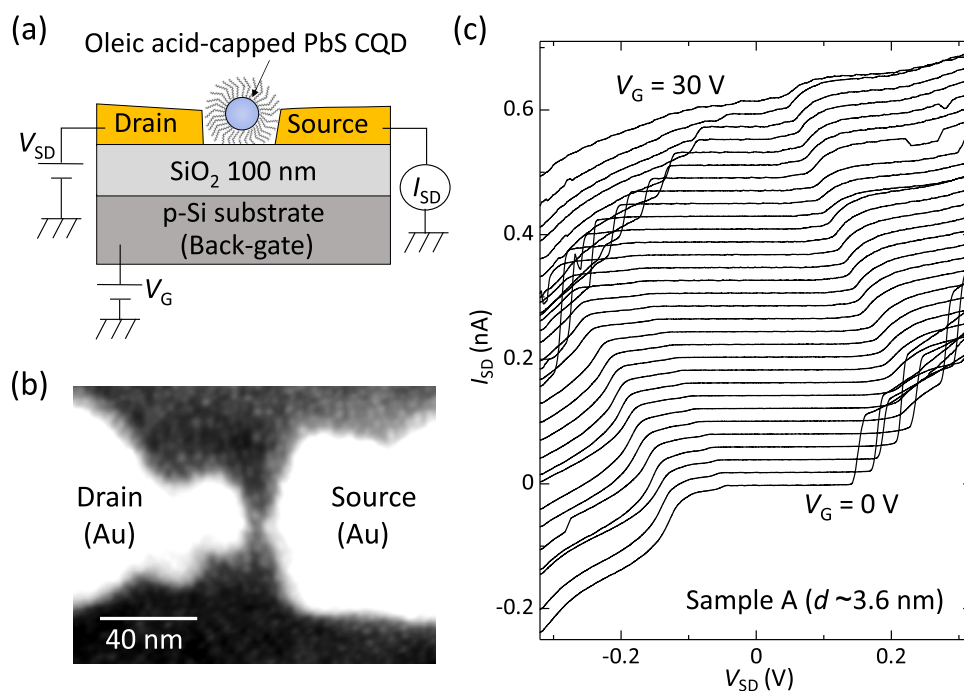 (a)
Oleic acid-capped PbS CQD
Drain
Source
V_SD
I_SD
SiO₂ 100 nm
p-Si substrate
(Back-gate)
V_G
(b)
Drain
(Au)
Source
(Au)
40 nm
(c)
V_G = 30 V
0.6
0.4
0.2
0
-0.2
I_SD (nA)
V_G = 0 V
Sample A (d ~3.6 nm)
-0.2
0
0.2
V_SD (V)